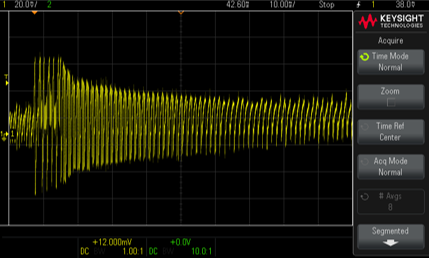 1 20.0V/ 2 42.60s 10.00s/ Stop 1 38.0V
KEYSIGHT
TECHNOLOGIES
Acquire
Time Mode
Normal
Zoom
Time Ref
Center
Acq Mode
Normal
# Avgs
8
Segmented
+12.000mV +0.0V
DC 1.00:1 DC 10.0:1